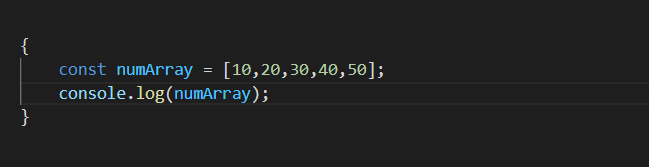 {
    const numArray = [10,20,30,40,50];
    console.log(numArray);
}